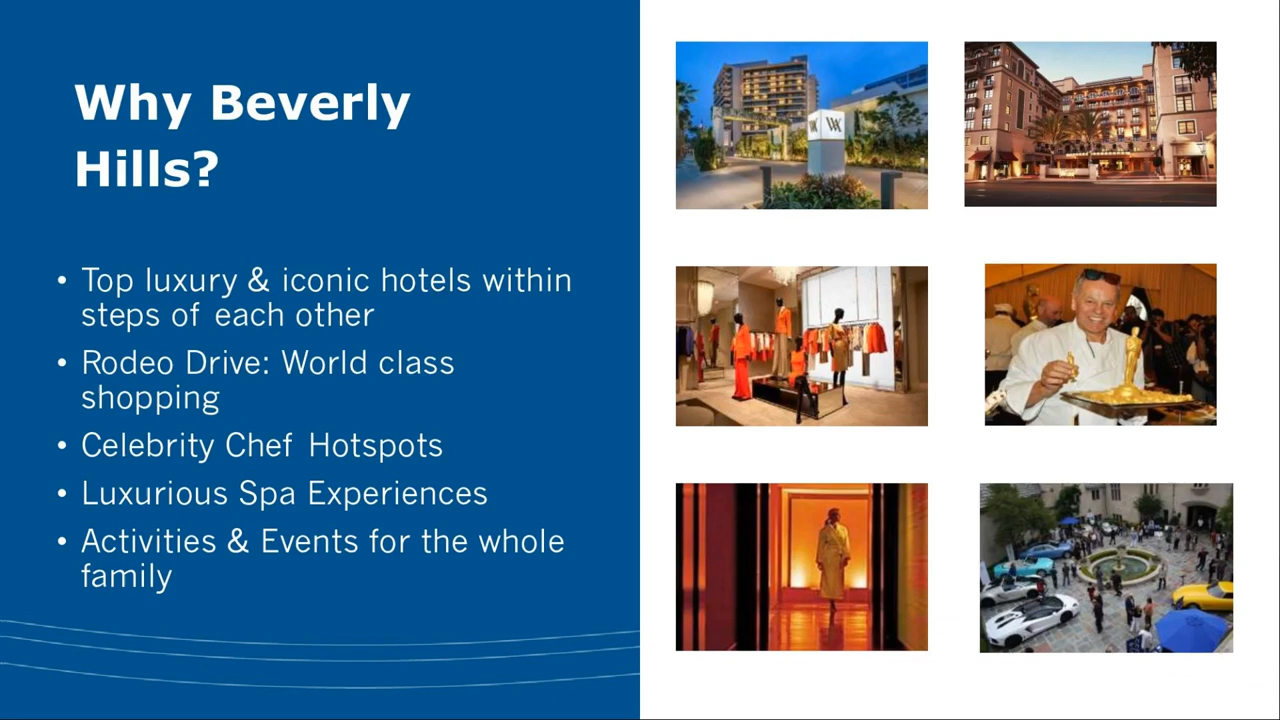 Why Beverly
Hills?
• Top luxury & iconic hotels within
steps of each other
• Rodeo Drive: World class
shopping
• Celebrity Chef Hotspots
• Luxurious Spa Experiences
• Activities & Events for the whole
family